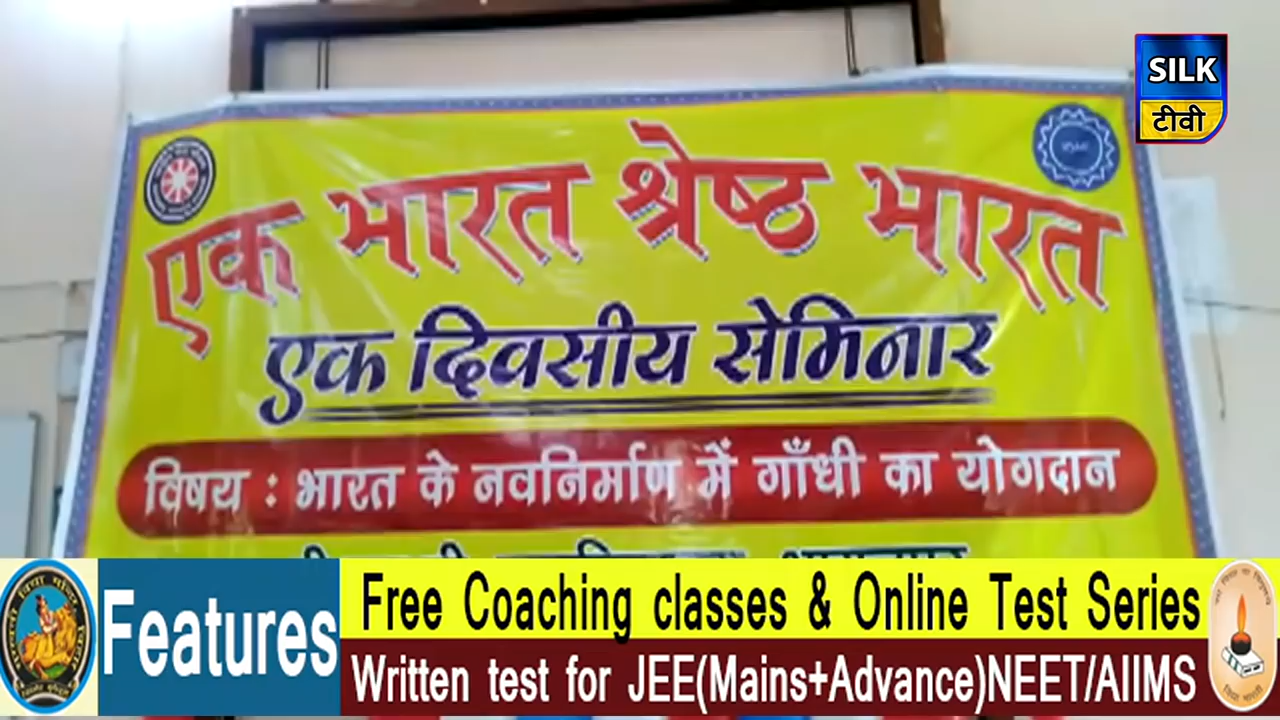 SILK
टीवी
एक भारत श्रेष्ठ भारत
एक दिवसीय सेमिनार
विषय : भारत के नवनिर्माण में गाँधी का योगदान
Features
Free Coaching classes & Online Test Series
Written test for JEE(Mains+Advance)NEET/AIIMS